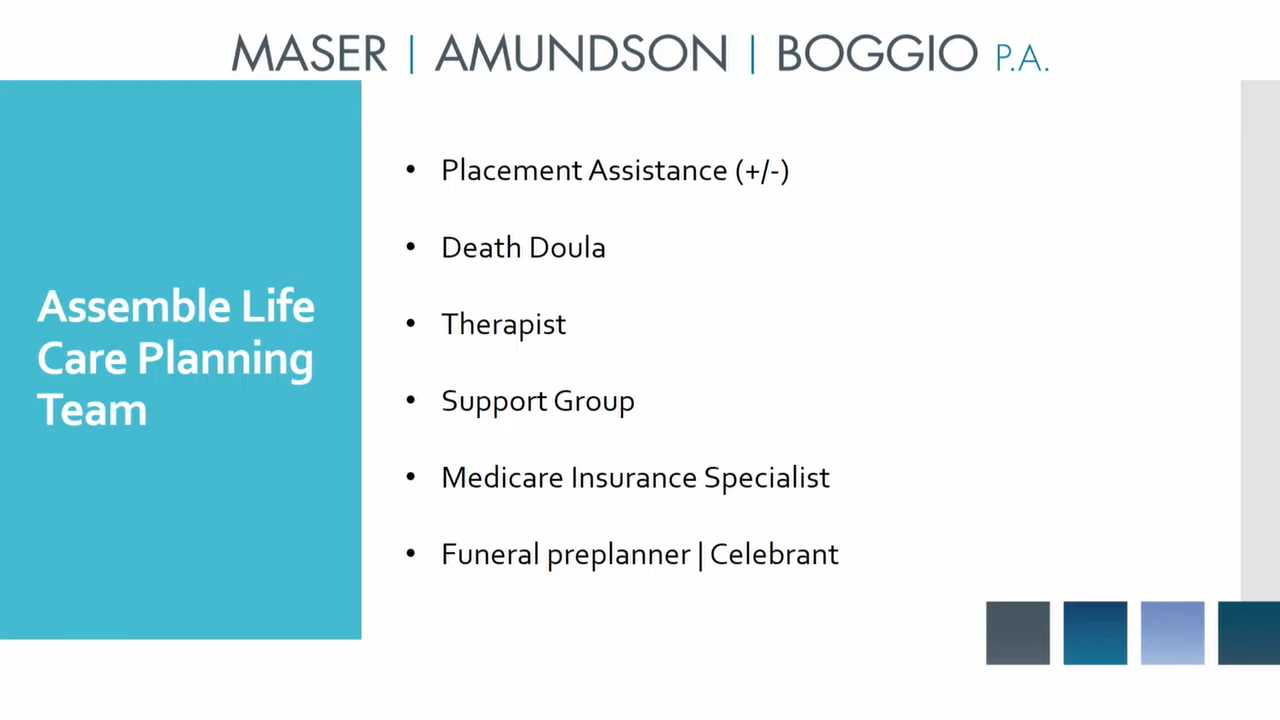 MASER | AMUNDSON | BOGGIO P.A.
Assemble Life
Care Planning
Team
• Placement Assistance (+/-)
• Death Doula
• Therapist
• Support Group
• Medicare Insurance Specialist
• Funeral preplanner | Celebrant